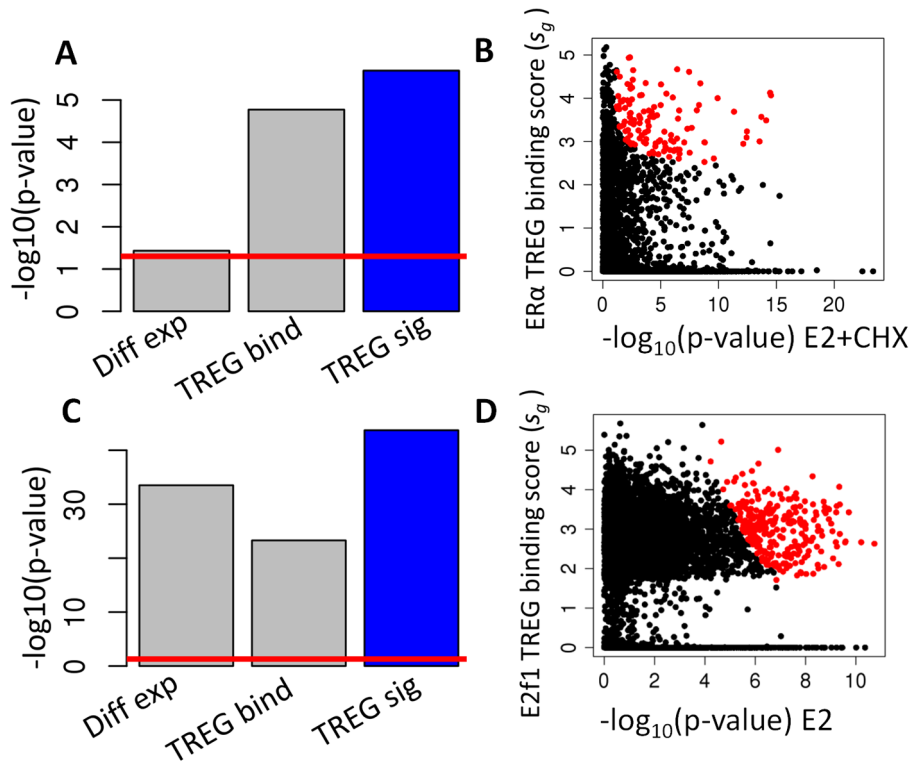 A
-log10(p-value)
0 1 2 3 4 5
Diff exp
TREG bind
TREG sig
B
ERα TREG binding score (s_g)
0 1 2 3 4 5
0 5 10 15 20
-log₁₀(p-value) E2+CHX
C
-log10(p-value)
0 10 30
Diff exp
TREG bind
TREG sig
D
E2f1 TREG binding score (s_g)
0 1 2 3 4 5
0 2 4 6 8 10
-log₁₀(p-value) E2